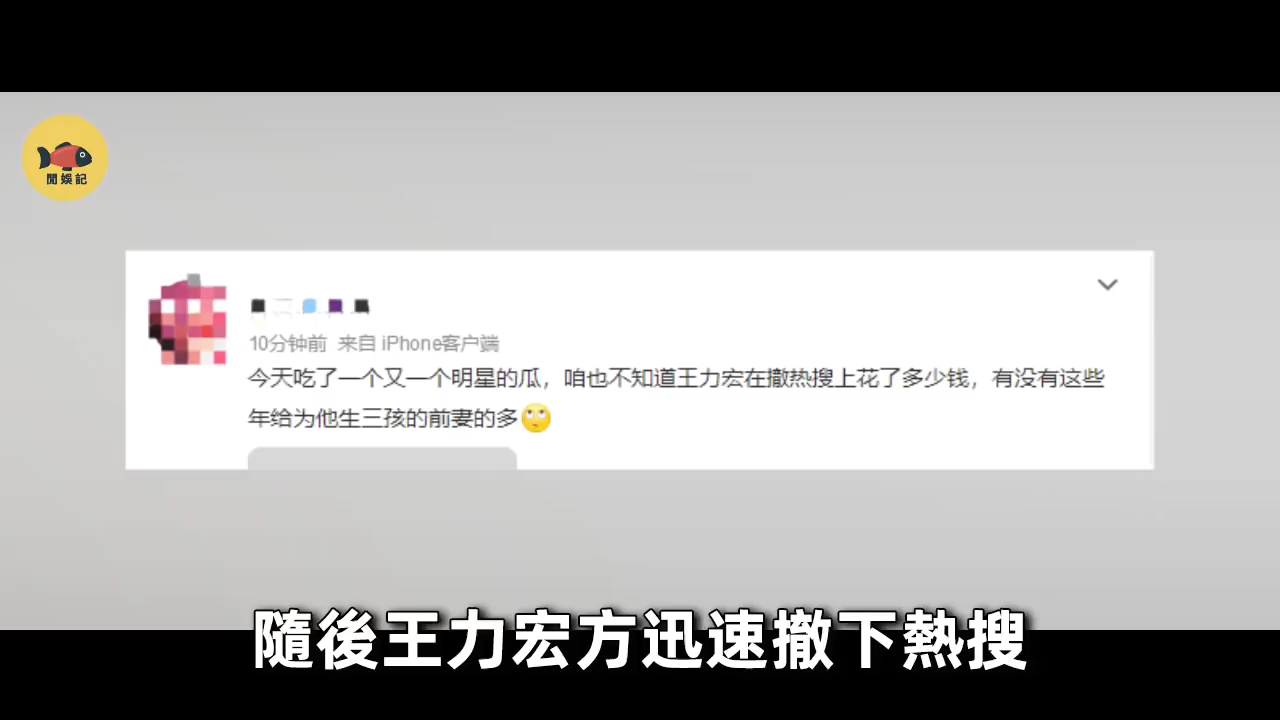 閒娛記
10分钟前 来自 iPhone客户端
今天吃了一个又一个明星的瓜，咱也不知道王力宏在撤热搜上花了多少钱，有没有这些
年给为他生三孩的前妻的多🙄
隨後王力宏方迅速撤下熱搜